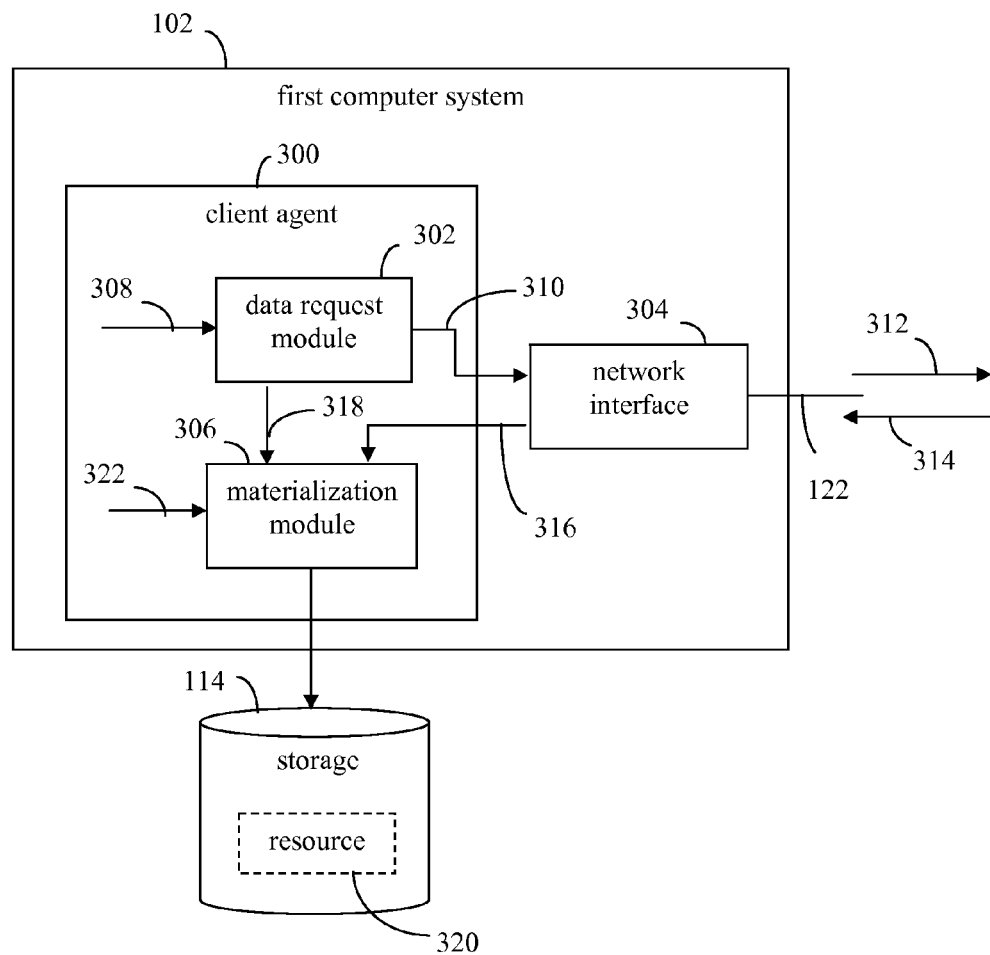 102
first computer system
300
client agent
302
308
data request
module
310
304
312
network
interface
318
306
314
322
materialization
module
316
122
114
storage
resource
320